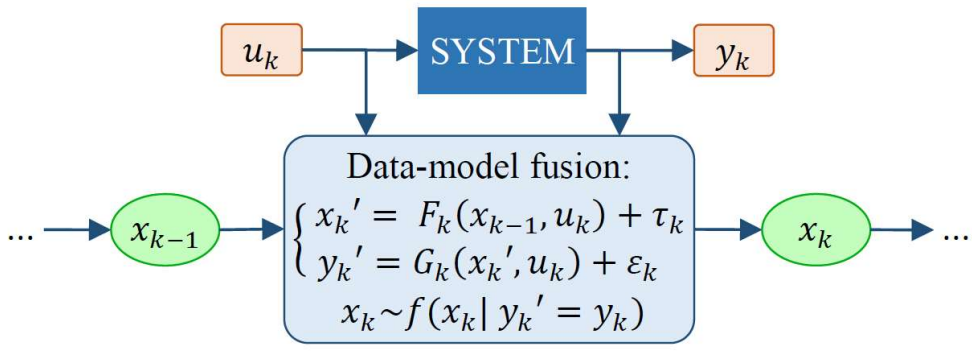 u_k SYSTEM y_k
Data-model fusion:
x_k′ = F_k(x_{k−1}, u_k) + τ_k
... x_{k−1} x_k ...
y_k′ = G_k(x_k′, u_k) + ε_k
x_k~f(x_k| y_k′ = y_k)